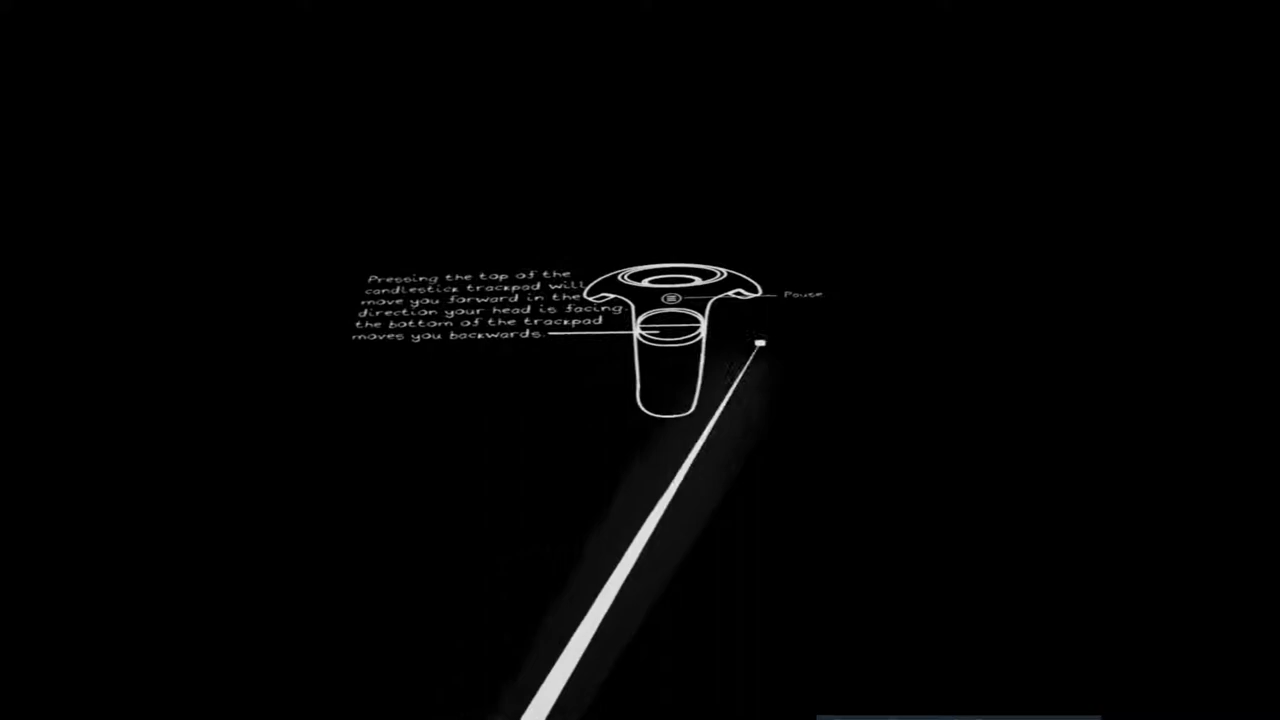 Pressing the top of the
candlestick trackpad will
move you forward in the
direction your head is facing.
the bottom of the trackpad
moves you backwards.
Pause